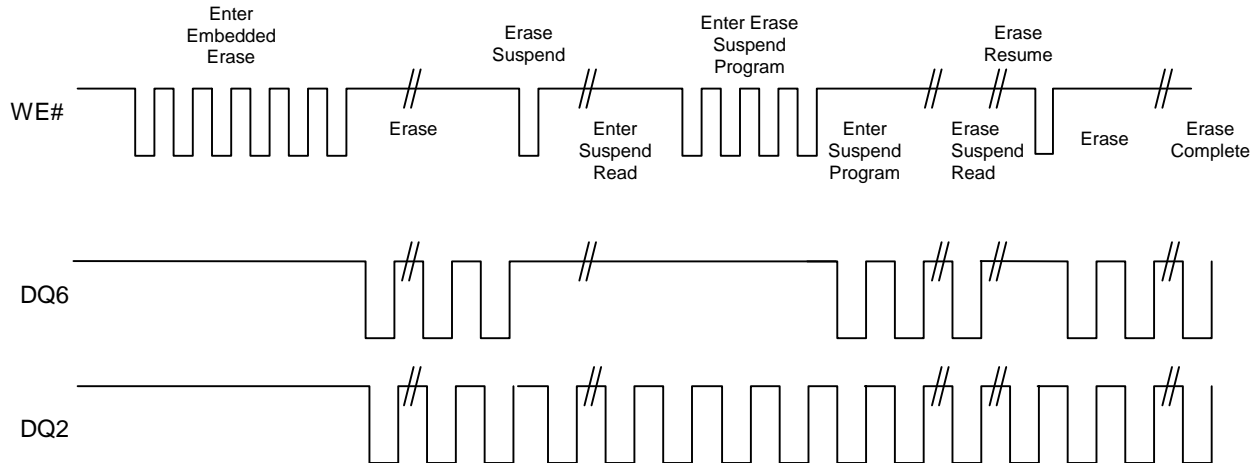 Enter
Embedded
Erase
Erase
Suspend
Enter Erase
Suspend
Program
Erase
Resume
WE#
Erase
Enter
Suspend
Read
Enter
Suspend
Program
Erase
Suspend
Read
Erase
Erase
Complete
DQ6
DQ2